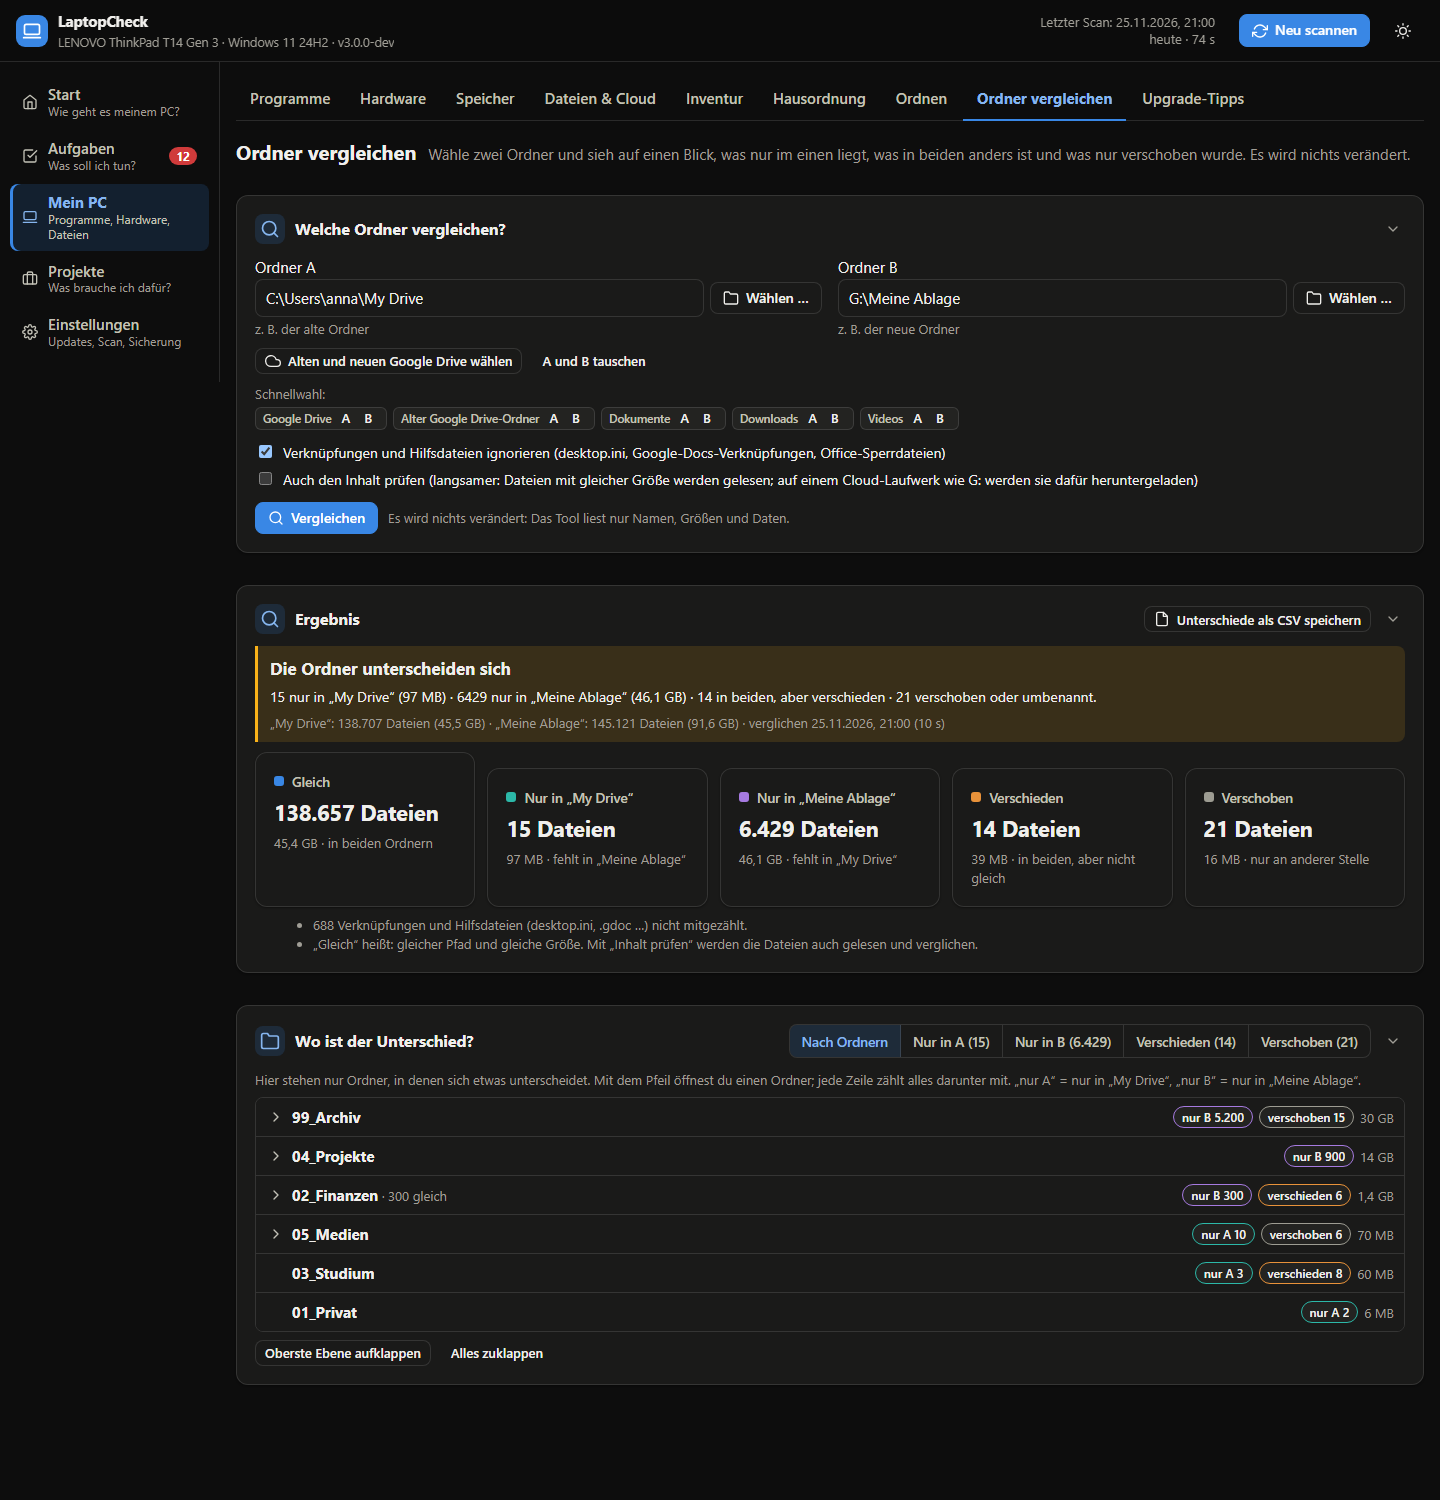 LaptopCheck
LENOVO ThinkPad T14 Gen 3 · Windows 11 24H2 · v3.0.0-dev
Letzter Scan: 25.11.2026, 21:00
heute · 74 s
Neu scannen
Start
Wie geht es meinem PC?
Aufgaben
Was soll ich tun?
12
Mein PC
Programme, Hardware,
Dateien
Projekte
Was brauche ich dafür?
Einstellungen
Updates, Scan, Sicherung
Programme Hardware Speicher Dateien & Cloud Inventur Hausordnung Ordnen Ordner vergleichen Upgrade-Tipps
Ordner vergleichen Wähle zwei Ordner und sieh auf einen Blick, was nur im einen liegt, was in beiden anders ist und was nur verschoben wurde. Es wird nichts verändert.
Welche Ordner vergleichen?
Ordner A
C:\Users\anna\My Drive
Wählen ...
z. B. der alte Ordner
Ordner B
G:\Meine Ablage
Wählen ...
z. B. der neue Ordner
Alten und neuen Google Drive wählen A und B tauschen
Schnellwahl:
Google Drive A B Alter Google Drive-Ordner A B Dokumente A B Downloads A B Videos A B
Verknüpfungen und Hilfsdateien ignorieren (desktop.ini, Google-Docs-Verknüpfungen, Office-Sperrdateien)
Auch den Inhalt prüfen (langsamer: Dateien mit gleicher Größe werden gelesen; auf einem Cloud-Laufwerk wie G: werden sie dafür heruntergeladen)
Vergleichen Es wird nichts verändert: Das Tool liest nur Namen, Größen und Daten.
Ergebnis
Unterschiede als CSV speichern
Die Ordner unterscheiden sich
15 nur in „My Drive“ (97 MB) · 6429 nur in „Meine Ablage“ (46,1 GB) · 14 in beiden, aber verschieden · 21 verschoben oder umbenannt.
„My Drive“: 138.707 Dateien (45,5 GB) · „Meine Ablage“: 145.121 Dateien (91,6 GB) · verglichen 25.11.2026, 21:00 (10 s)
Gleich
138.657 Dateien
45,4 GB · in beiden Ordnern
Nur in „My Drive“
15 Dateien
97 MB · fehlt in „Meine Ablage“
Nur in „Meine Ablage“
6.429 Dateien
46,1 GB · fehlt in „My Drive“
Verschieden
14 Dateien
39 MB · in beiden, aber nicht
gleich
Verschoben
21 Dateien
16 MB · nur an anderer Stelle
• 688 Verknüpfungen und Hilfsdateien (desktop.ini, .gdoc ...) nicht mitgezählt.
• „Gleich“ heißt: gleicher Pfad und gleiche Größe. Mit „Inhalt prüfen“ werden die Dateien auch gelesen und verglichen.
Wo ist der Unterschied?
Nach Ordnern Nur in A (15) Nur in B (6.429) Verschieden (14) Verschoben (21)
Hier stehen nur Ordner, in denen sich etwas unterscheidet. Mit dem Pfeil öffnest du einen Ordner; jede Zeile zählt alles darunter mit. „nur A“ = nur in „My Drive“, „nur B“ = nur in „Meine Ablage“.
99_Archiv nur B 5.200 verschoben 15 30 GB
04_Projekte nur B 900 14 GB
02_Finanzen · 300 gleich nur B 300 verschieden 6 1,4 GB
05_Medien nur A 10 verschoben 6 70 MB
03_Studium nur A 3 verschieden 8 60 MB
01_Privat nur A 2 6 MB
Oberste Ebene aufklappen Alles zuklappen